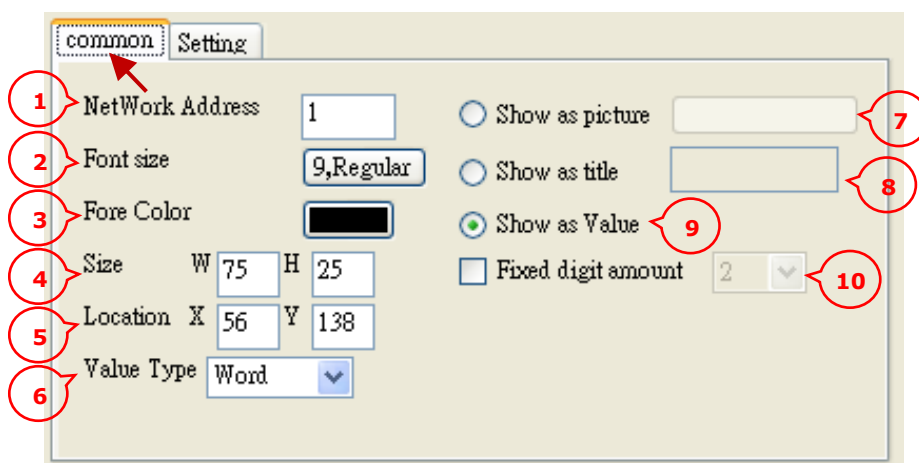 common Setting
1 NetWork Address 1
2 Font size 9,Regular
3 Fore Color
4 Size W 75 H 25
5 Location X 56 Y 138
6 Value Type Word
Show as picture 7
Show as title 8
Show as Value 9
Fixed digit amount 2 10